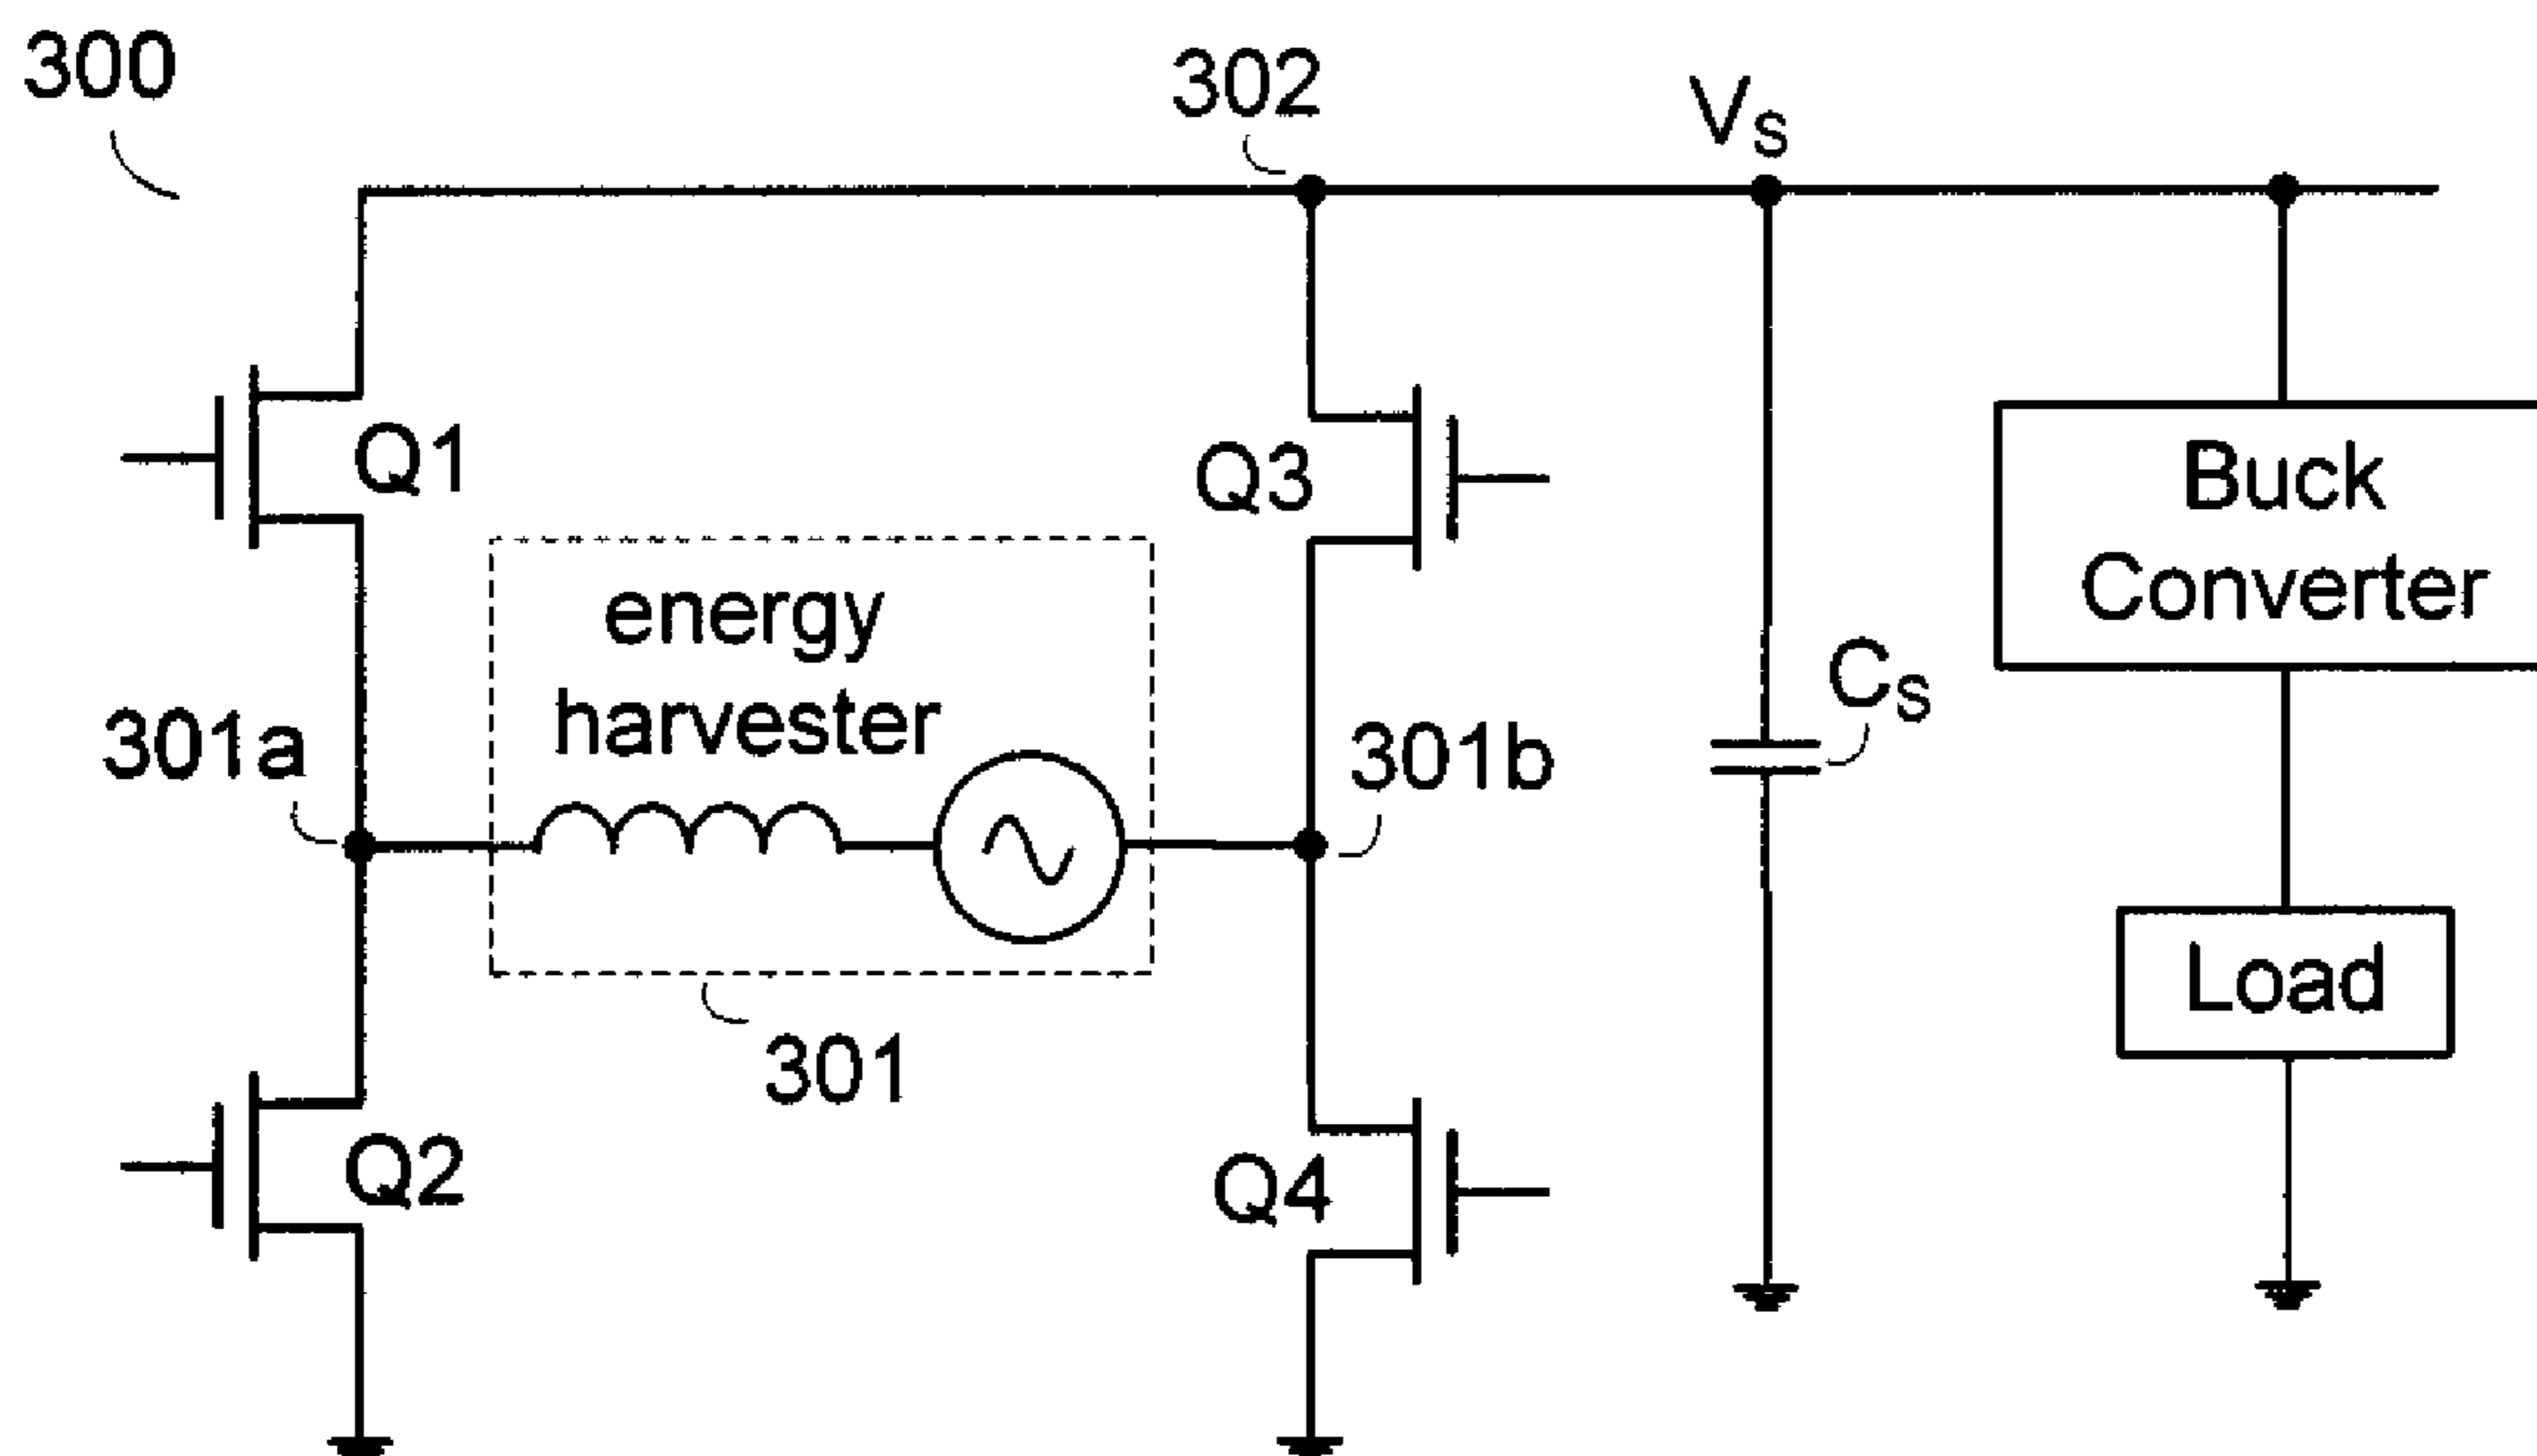 300
302
VS
Q1
Q3
Buck
Converter
energy
harvester
CS
301a
301b
301
Load
Q2
Q4